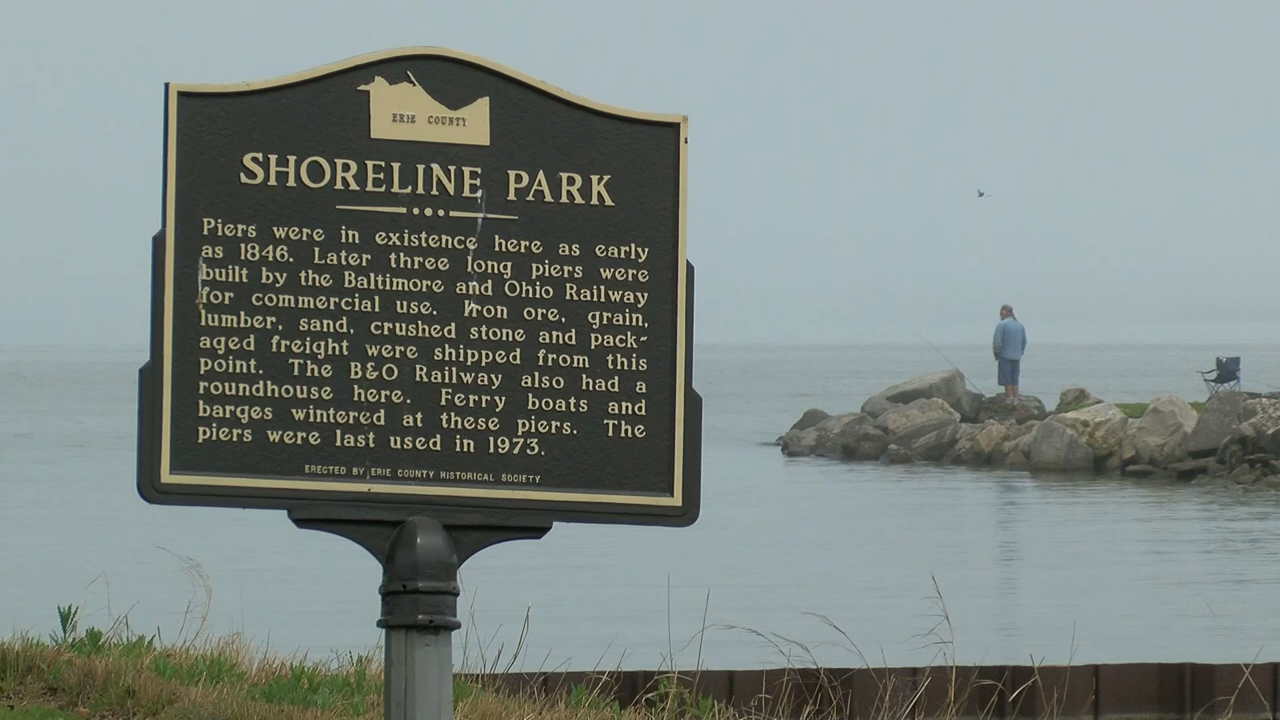 ERIE COUNTY
SHORELINE PARK
Piers were in existence here as early
as 1846. Later three long piers were
built by the Baltimore and Ohio Railway
for commercial use. Iron ore, grain,
lumber, sand, crushed stone and pack-
aged freight were shipped from this
point. The B&O Railway also had a
roundhouse here. Ferry boats and
barges wintered at these piers. The
piers were last used in 1973.
ERECTED BY ERIE COUNTY HISTORICAL SOCIETY